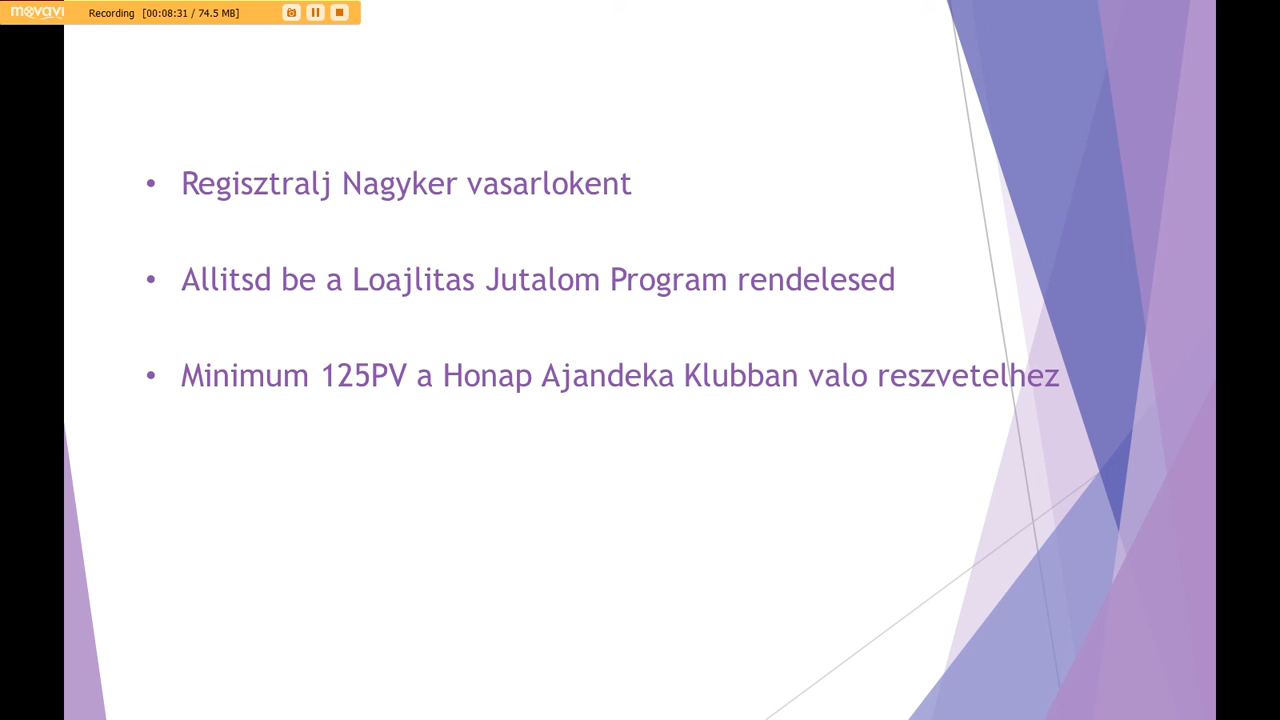 movavi
Recording [00:08:31 / 74.5 MB]
• Regisztralj Nagyker vasarlokent
• Allitsd be a Loajlitas Jutalom Program rendelesed
• Minimum 125PV a Honap Ajandeka Klubban valo reszvetelhez